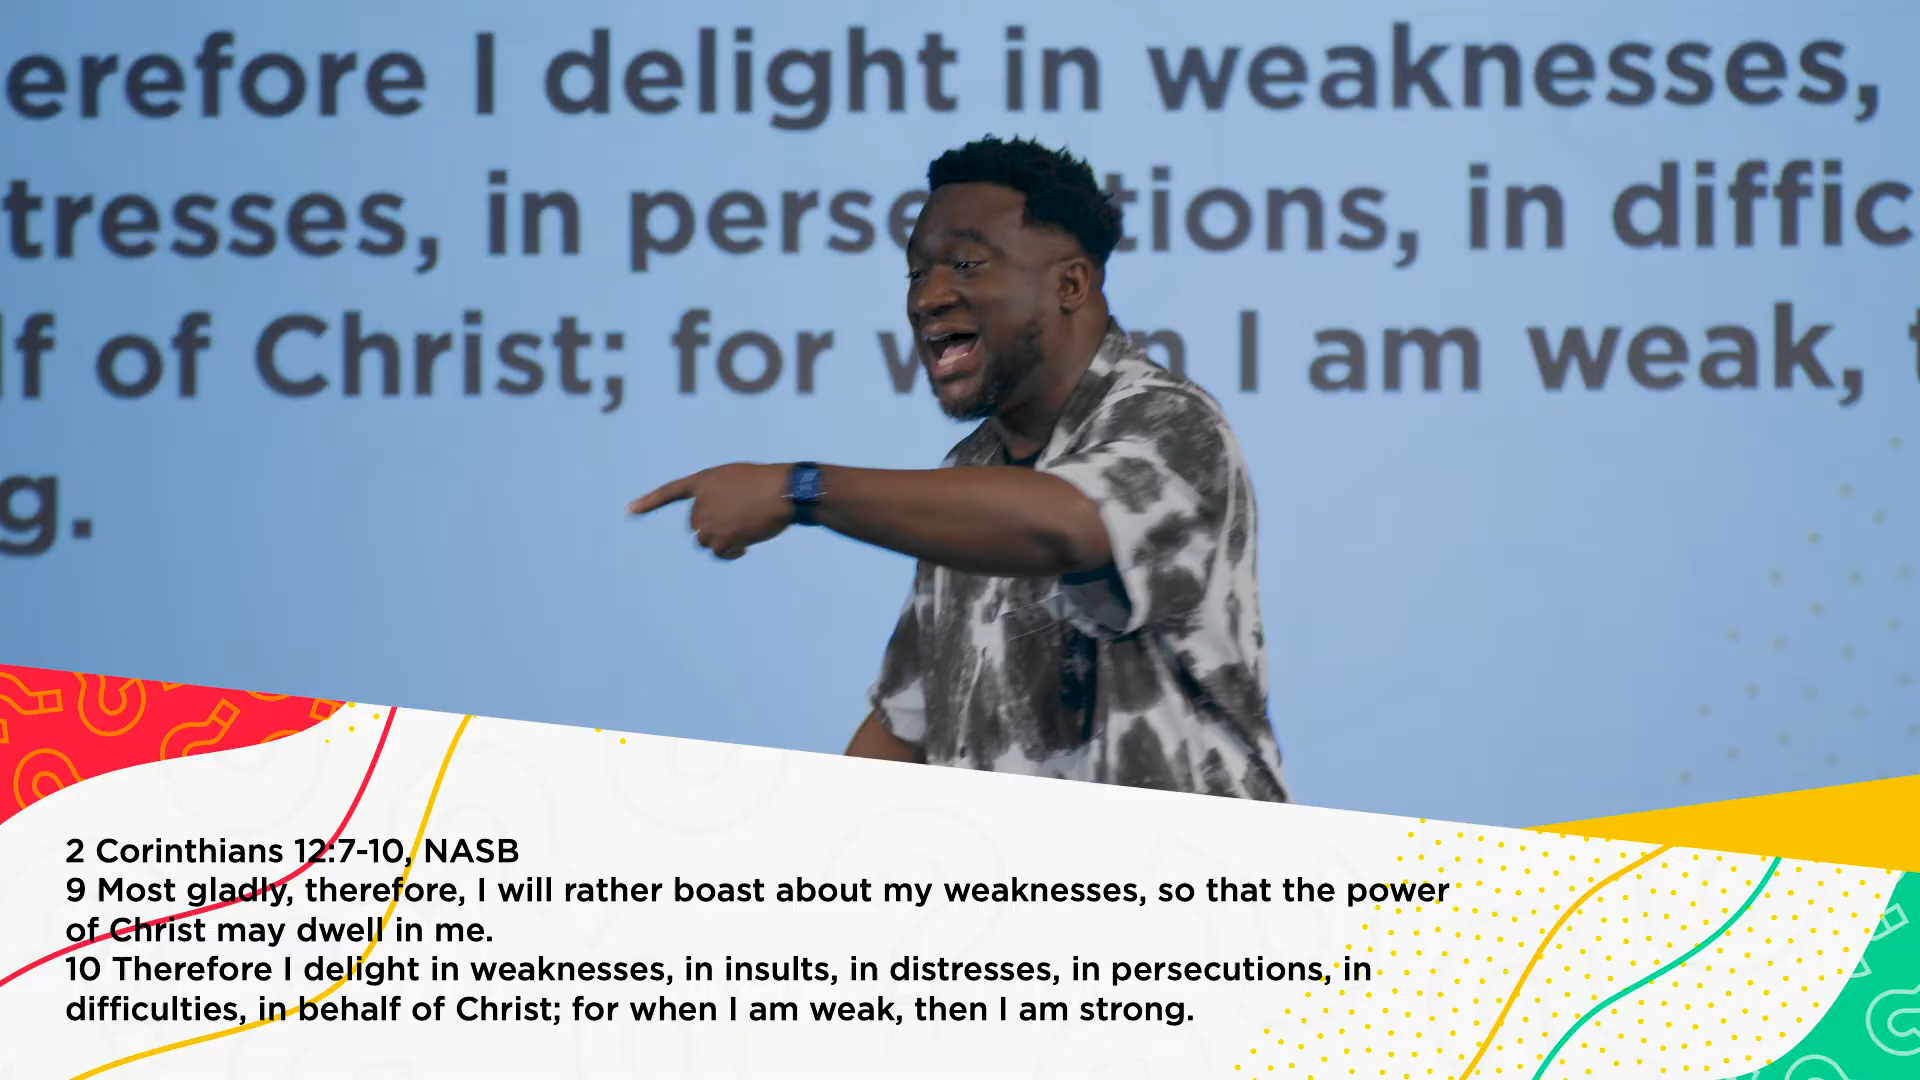 erefore I delight in weaknesses,
tresses, in perse tions, in diffic
lf of Christ; for w n I am weak, t
g.
2 Corinthians 12:7-10, NASB
9 Most gladly, therefore, I will rather boast about my weaknesses, so that the power
of Christ may dwell in me.
10 Therefore I delight in weaknesses, in insults, in distresses, in persecutions, in
difficulties, in behalf of Christ; for when I am weak, then I am strong.